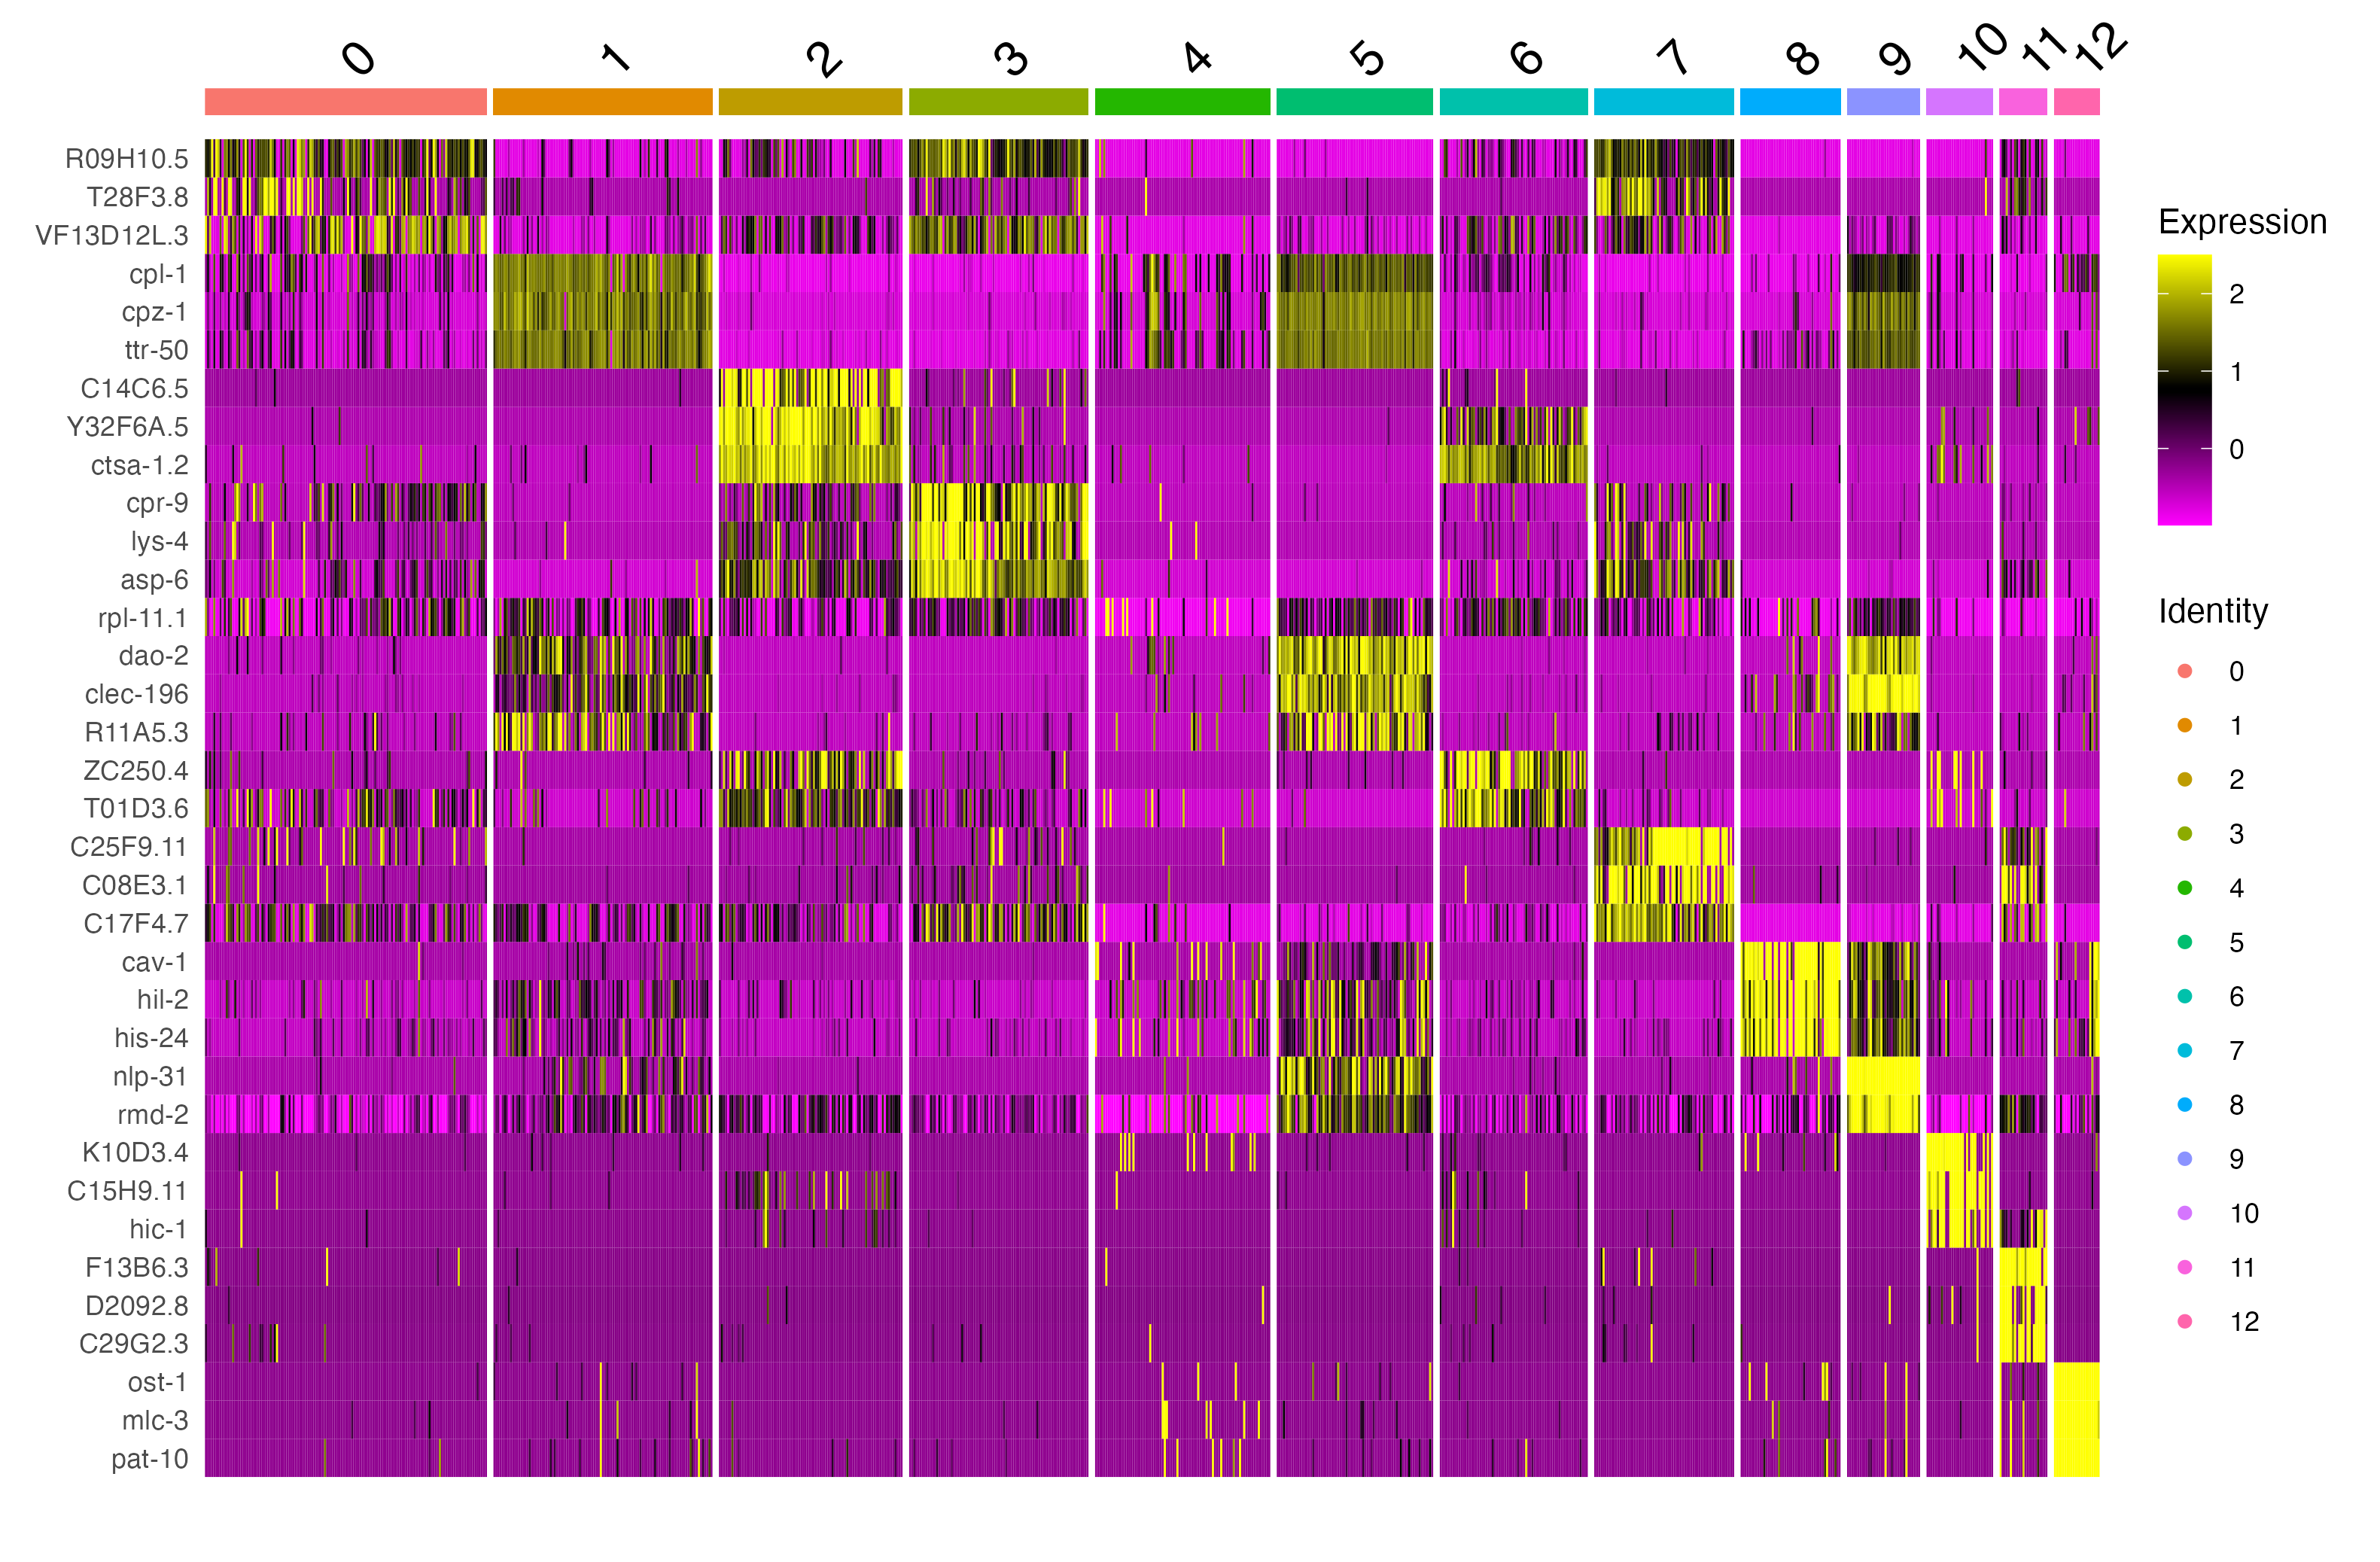 0 1 2 3 4 5 6 7 8 9 10 11 12
R09H10.5
T28F3.8
VF13D12L.3
cpl-1
cpz-1
ttr-50
C14C6.5
Y32F6A.5
ctsa-1.2
cpr-9
lys-4
asp-6
rpl-11.1
dao-2
clec-196
R11A5.3
ZC250.4
T01D3.6
C25F9.11
C08E3.1
C17F4.7
cav-1
hil-2
his-24
nlp-31
rmd-2
K10D3.4
C15H9.11
hic-1
F13B6.3
D2092.8
C29G2.3
ost-1
mlc-3
pat-10
Expression
2
1
0
Identity
0
1
2
3
4
5
6
7
8
9
10
11
12